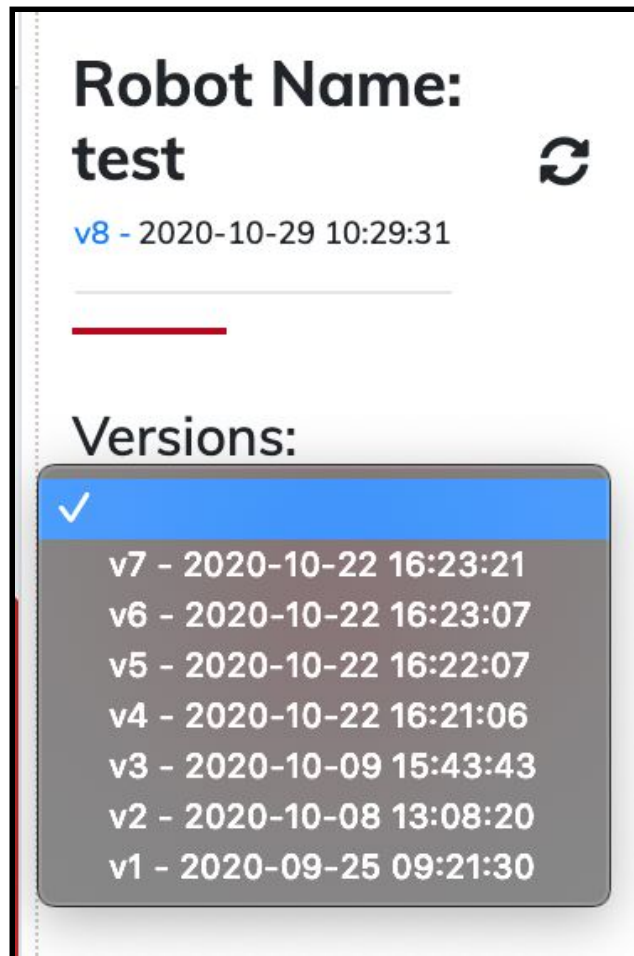 Robot Name:
test
v8 - 2020-10-29 10:29:31
Versions:
v7 - 2020-10-22 16:23:21
v6 - 2020-10-22 16:23:07
v5 - 2020-10-22 16:22:07
v4 - 2020-10-22 16:21:06
v3 - 2020-10-09 15:43:43
v2 - 2020-10-08 13:08:20
v1 - 2020-09-25 09:21:30